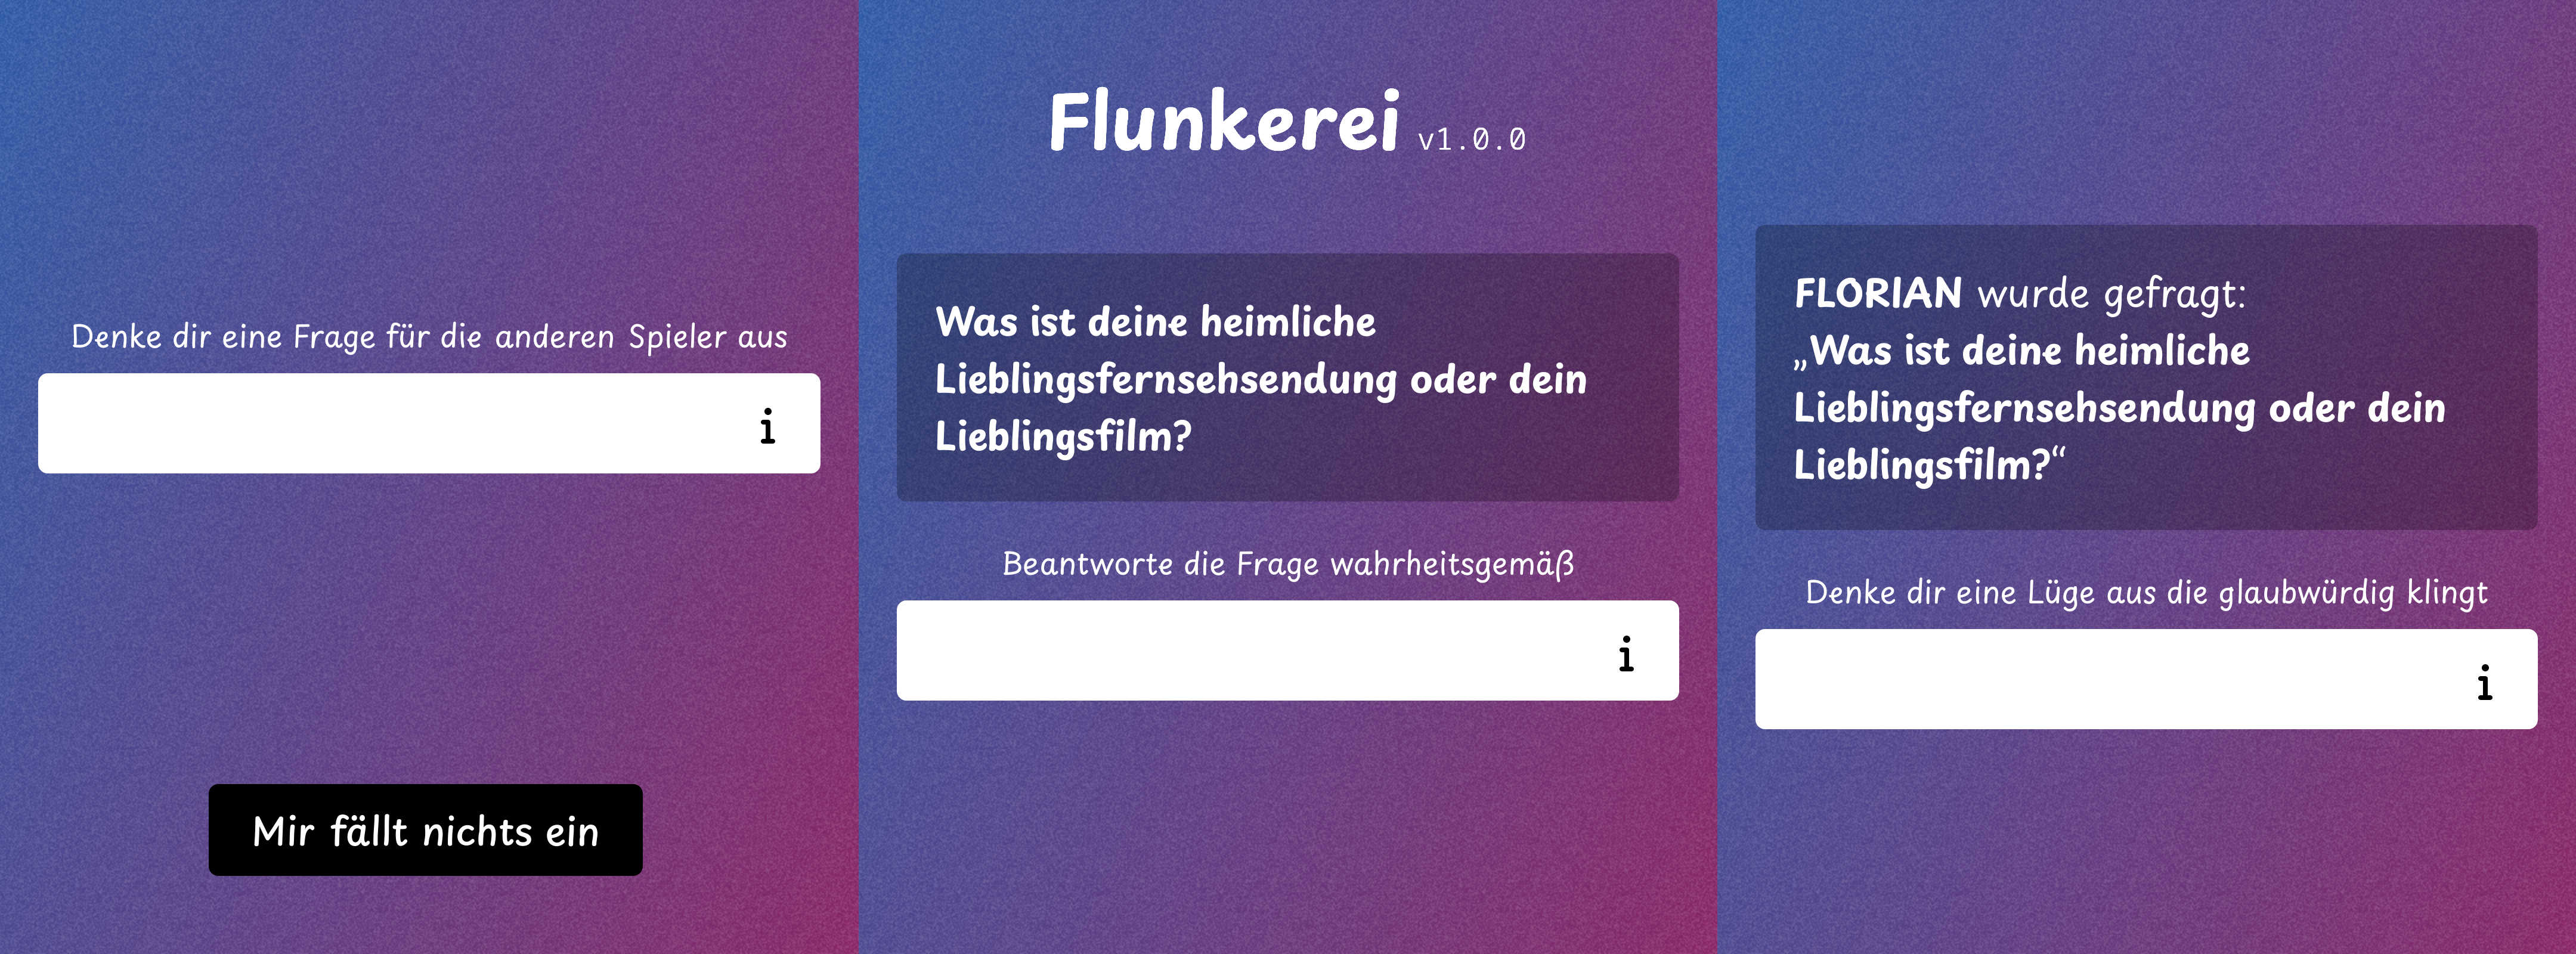 Denke dir eine Frage für die anderen Spieler aus
i
Mir fällt nichts ein
Flunkerei v1.0.0
Was ist deine heimliche
Lieblingsfernsehsendung oder dein
Lieblingsfilm?
Beantworte die Frage wahrheitsgemäß
i
FLORIAN wurde gefragt:
„Was ist deine heimliche
Lieblingsfernsehsendung oder dein
Lieblingsfilm?“
Denke dir eine Lüge aus die glaubwürdig klingt
i